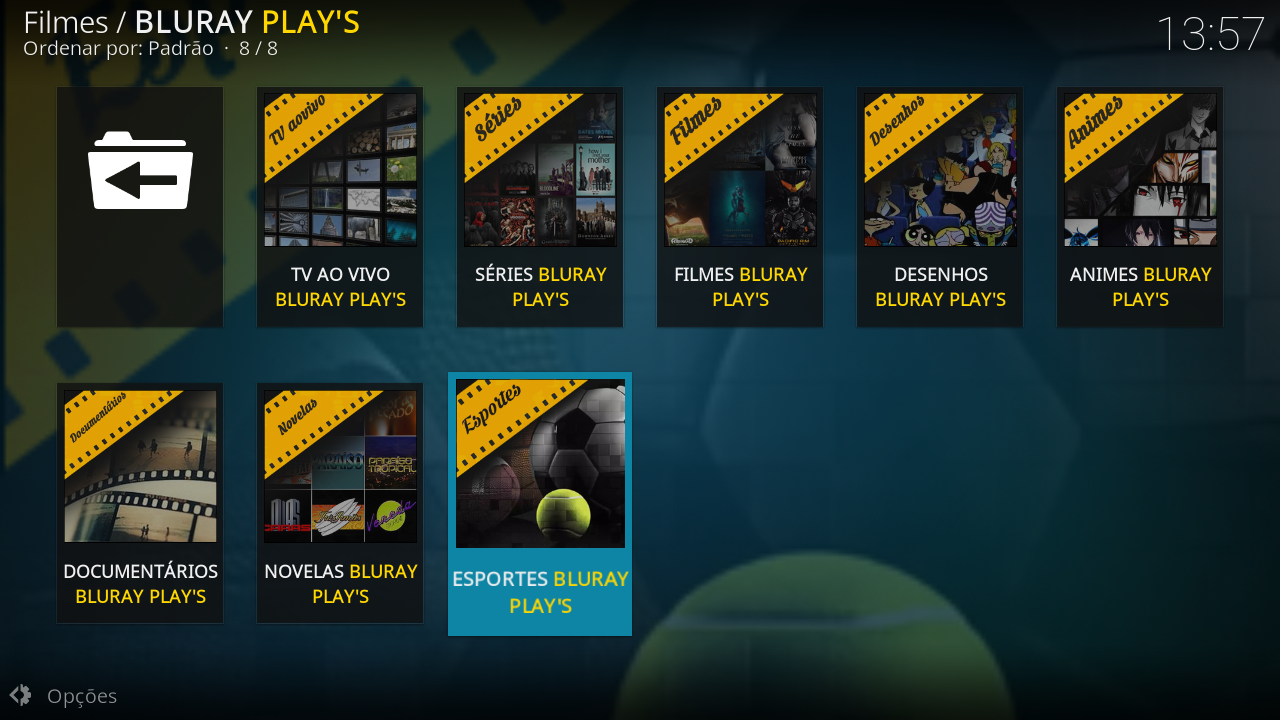 Filmes / BLURAY PLAY'S
Ordenar por: Padrão · 8 / 8
13:57
TV aovivo
Séries
Filmes
Desenhos
Animes
TV AO VIVO
BLURAY PLAY'S
SÉRIES BLURAY
PLAY'S
FILMES BLURAY
PLAY'S
DESENHOS
BLURAY PLAY'S
ANIMES BLURAY
PLAY'S
Documentários
Novelas
Esportes
PARAÍSO
TROPICAL
DOCUMENTÁRIOS
BLURAY PLAY'S
NOVELAS BLURAY
PLAY'S
ESPORTES BLURAY
PLAY'S
Opções